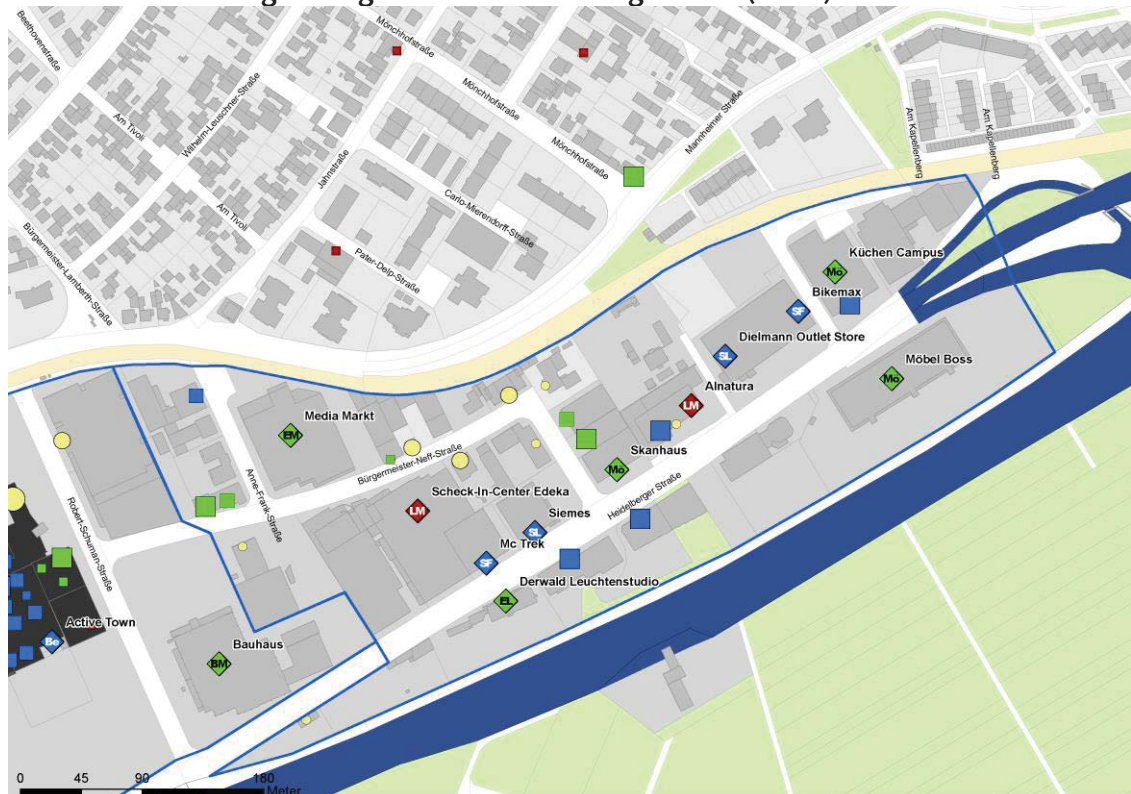 Beethovenstraße
Mönchhofstraße
Wilhelm-Leuschner-Straße
Am Tivoli
Mönchhofstraße
Mannheimer Straße
Am Kapellenberg
Am Kapellenberg
Jahnstraße
Mönchhofstraße
Am Tivoli
Carlo-Mierendorff-Straße
Bürgermeister-Lamberth-Straße
Pater-Delp-Straße
Küchen Campus
Mo
Bikemax
SF
Dielmann Outlet Store
SL
Möbel Boss
Mo
Alnatura
LM
Media Markt
EM
Skanhaus
Mo
Bürgermeister-Neff-Straße
Anne-Frank-Straße
Heidelberger Straße
Robert-Schuman-Straße
Scheck-In-Center Edeka
LM
Siemes
SL
Mc Trek
SF
Derwald Leuchtenstudio
EL
Active Town
Be
Bauhaus
BM
0 45 90 180
Meter